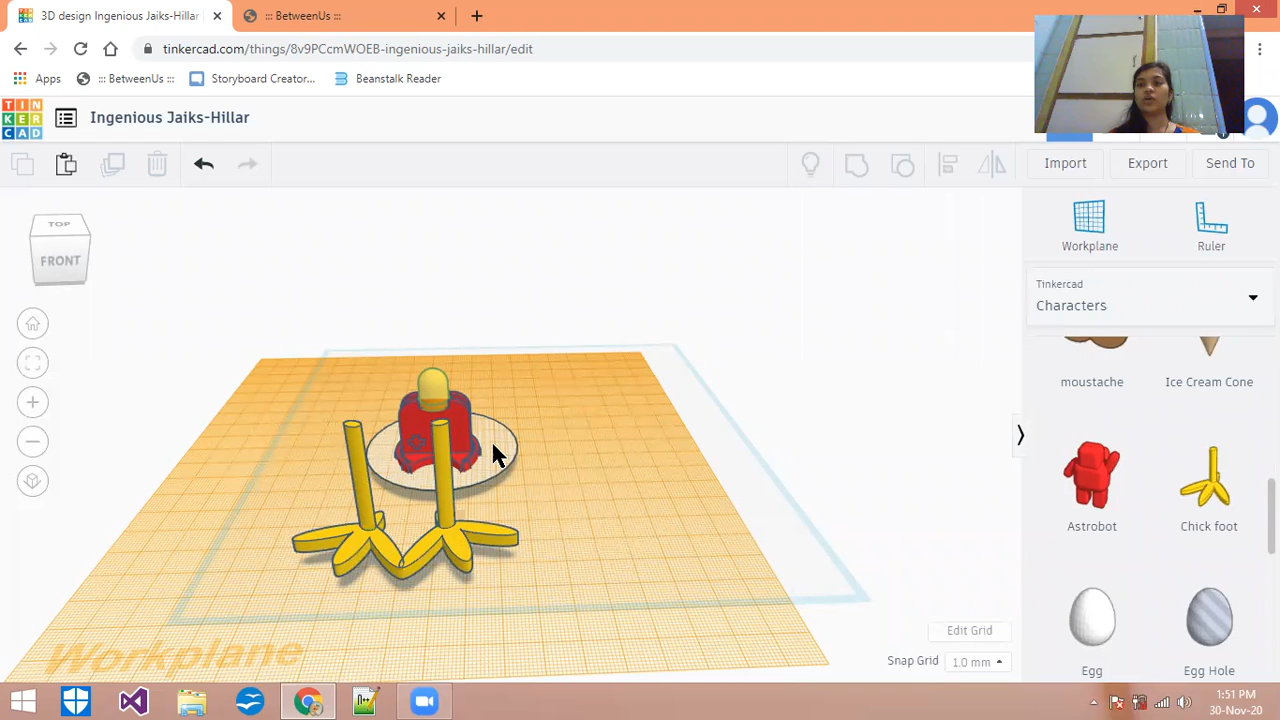 3D design Ingenious Jaiks-Hillar
::: BetweenUs :::
tinkercad.com/things/8v9PCcmWOEB-ingenious-jaiks-hillar/edit
Apps
::: BetweenUs :::
Storyboard Creator...
Beanstalk Reader
TIN
KER
CAD
Ingenious Jaiks-Hillar
Import
Export
Send To
TOP
FRONT
Workplane
Ruler
Tinkercad
Characters
moustache
Ice Cream Cone
Astrobot
Chick foot
Egg
Egg Hole
Workplane
Edit Grid
Snap Grid
1.0 mm
1:51 PM
30-Nov-20